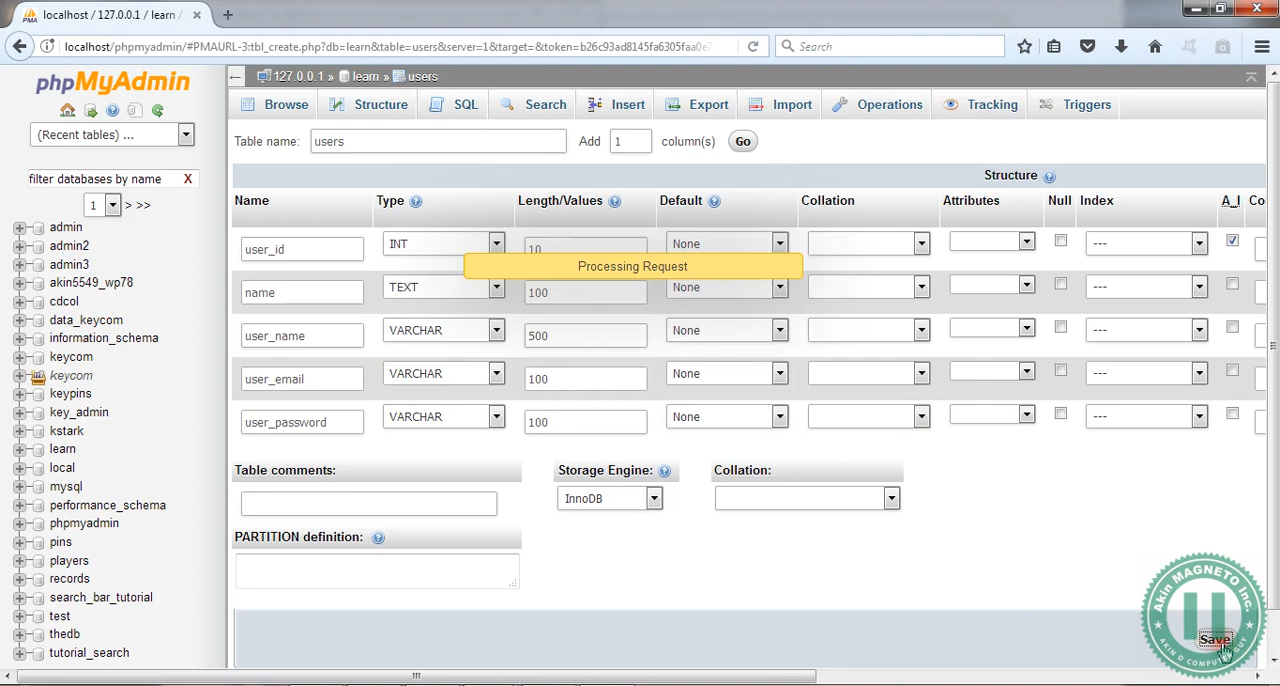 localhost / 127.0.0.1 / learn /
localhost/phpmyadmin/#PMAURL-3:tbl_create.php?db=learn&table=users&server=1&target=&token=b26c93ad8145fa6305faa0e7
Search
phpMyAdmin
(Recent tables) ...
filter databases by name X
1 > >>
admin
admin2
admin3
akin5549_wp78
cdcol
data_keycom
information_schema
keycom
keycom
keypins
key_admin
kstark
learn
local
mysql
performance_schema
phpmyadmin
pins
players
records
search_bar_tutorial
test
thedb
tutorial_search
127.0.0.1 » learn » users
Browse Structure SQL Search Insert Export Import Operations Tracking Triggers
Table name: users Add 1 column(s) Go
Structure
Name Type Length/Values Default Collation Attributes Null Index A_I Co
user_id INT 10 None ---
Processing Request
name TEXT 100 None ---
user_name VARCHAR 500 None ---
user_email VARCHAR 100 None ---
user_password VARCHAR 100 None ---
Table comments: Storage Engine: Collation:
InnoDB
PARTITION definition:
Save
Akin MAGNETO Inc.
AKIN O COMPUTER GUY